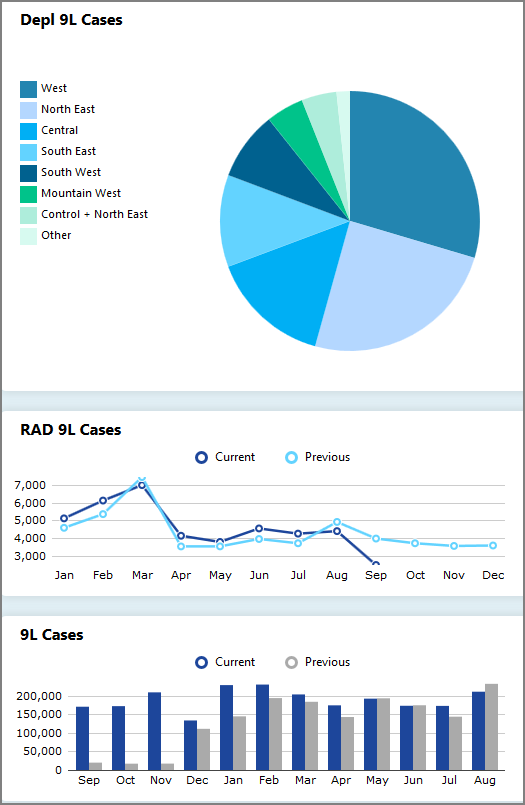 Depl 9L Cases
West
North East
Central
South East
South West
Mountain West
Control + North East
Other
RAD 9L Cases
Current Previous
7,000
6,000
5,000
4,000
3,000
Jan Feb Mar Apr May Jun Jul Aug Sep Oct Nov Dec
9L Cases
Current Previous
200,000
150,000
100,000
50,000
0
Sep Oct Nov Dec Jan Feb Mar Apr May Jun Jul Aug